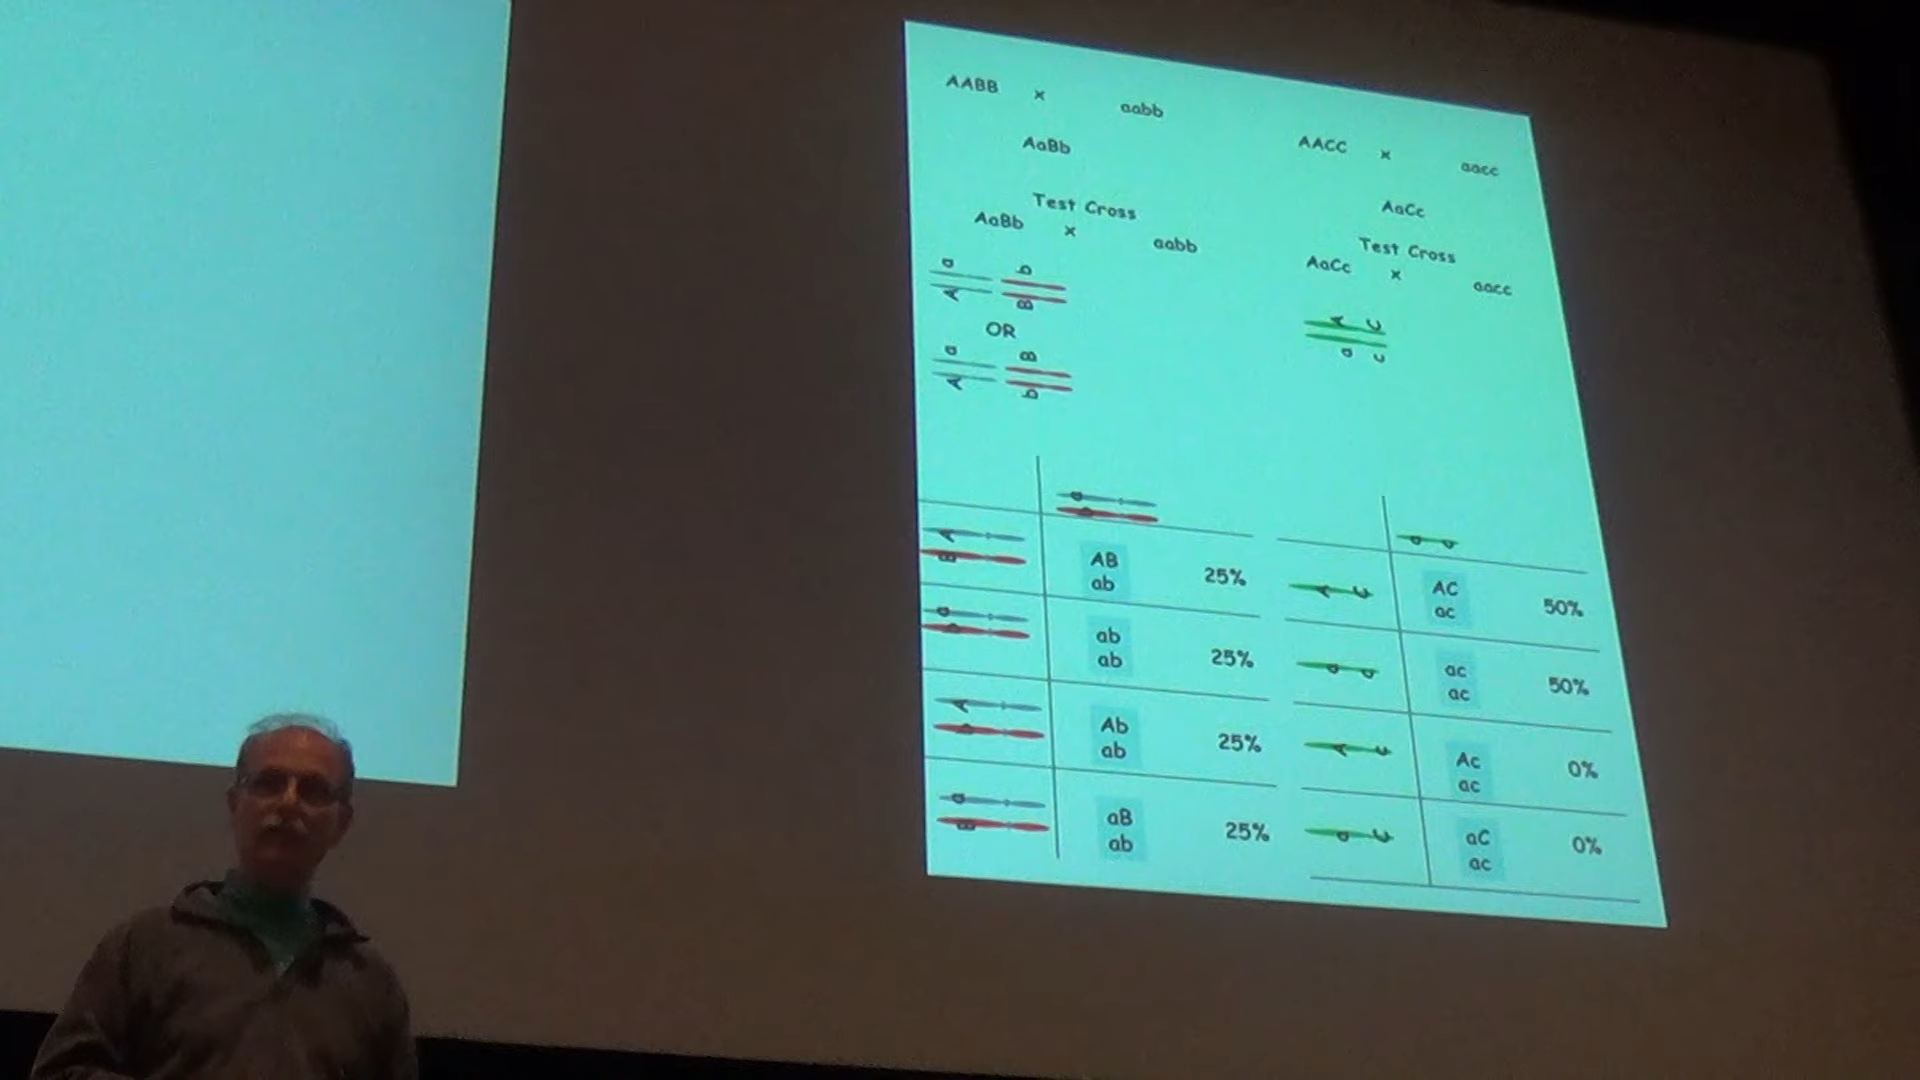 AABB x aabb
AaBb
Test Cross
AaBb x aabb
a b
A B
OR
a B
A b
a
b
A
B
AB
ab
25%
a
b
ab
ab
25%
A
b
Ab
ab
25%
a
B
aB
ab
25%
AACC x aacc
AaCc
Test Cross
AaCc x aacc
A C
a c
a c
A C
AC
ac
50%
a c
ac
ac
50%
A c
Ac
ac
0%
a C
aC
ac
0%